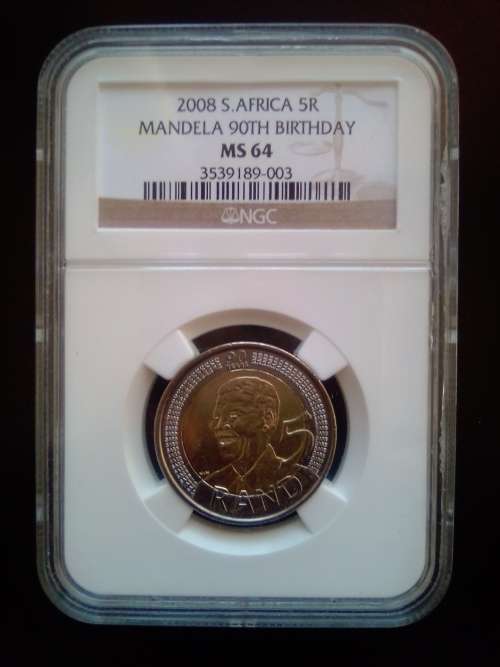 2008 S.AFRICA 5R
MANDELA 90TH BIRTHDAY
MS 64
3539189-003
NGC
90
5
RAND